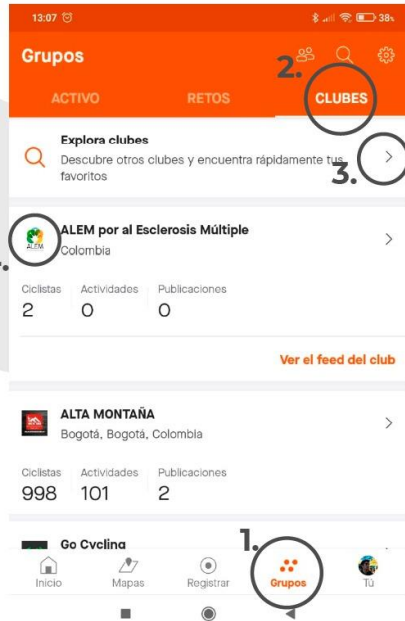 13:07
38%
Grupos
2.
ACTIVO
RETOS
CLUBES
Explora clubes
Descubre otros clubes y encuentra rápidamente tus
favoritos
3.
ALEM por al Esclerosis Múltiple
ALEM
Colombia
Ciclistas
Actividades
Publicaciones
2
0
0
Ver el feed del club
ALTA MONTAÑA
Bogotá, Bogotá, Colombia
Ciclistas
Actividades
Publicaciones
998
101
2
Go Cycling
1.
Inicio
Mapas
Registrar
Grupos
Tú